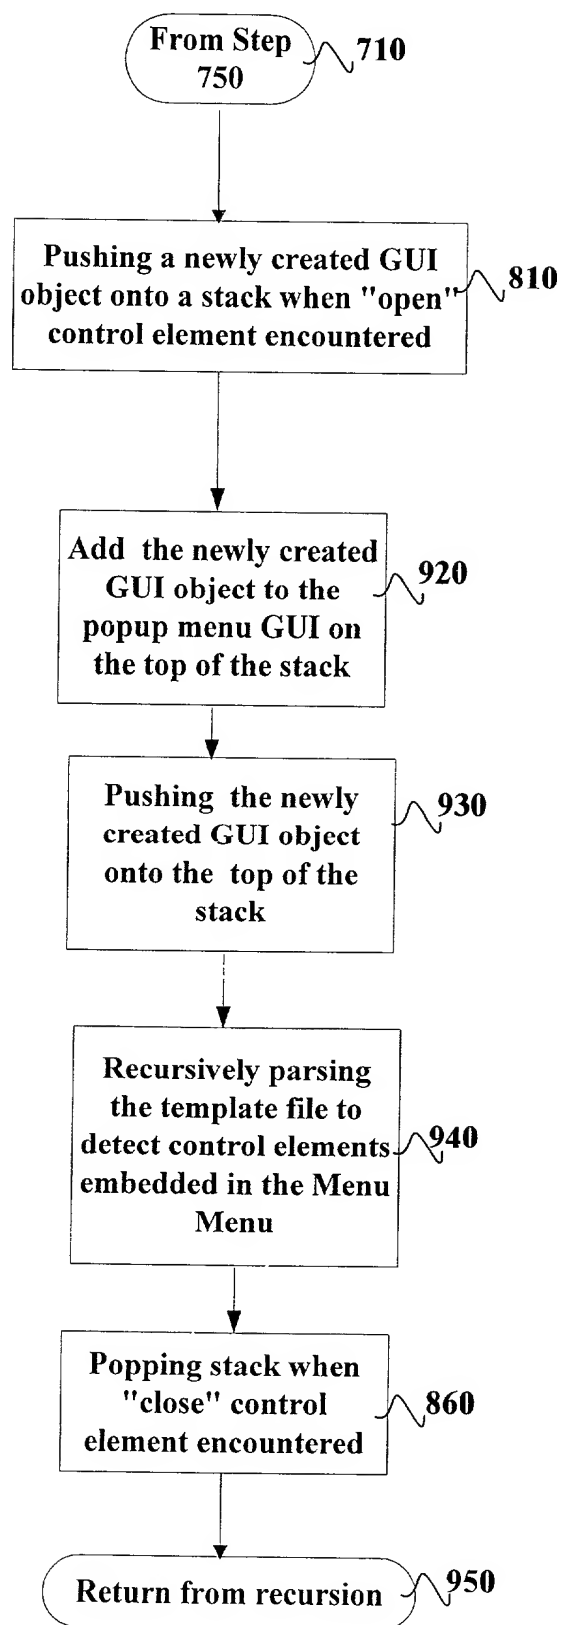 From Step
750
710
Pushing a newly created GUI
object onto a stack when "open"
control element encountered
810
Add the newly created
GUI object to the
popup menu GUI on
the top of the stack
920
Pushing the newly
created GUI object
onto the top of the
stack
930
Recursively parsing
the template file to
detect control elements
embedded in the Menu
Menu
940
Popping stack when
"close" control
element encountered
860
Return from recursion
950